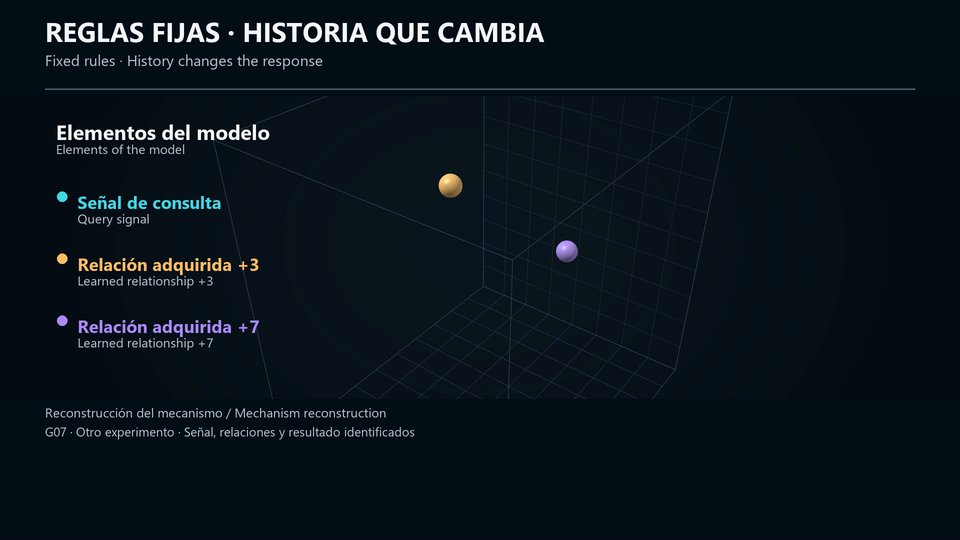 REGLAS FIJAS · HISTORIA QUE CAMBIA
Fixed rules · History changes the response
Elementos del modelo
Elements of the model
Señal de consulta
Query signal
Relación adquirida +3
Learned relationship +3
Relación adquirida +7
Learned relationship +7
Reconstrucción del mecanismo / Mechanism reconstruction
G07 · Otro experimento · Señal, relaciones y resultado identificados